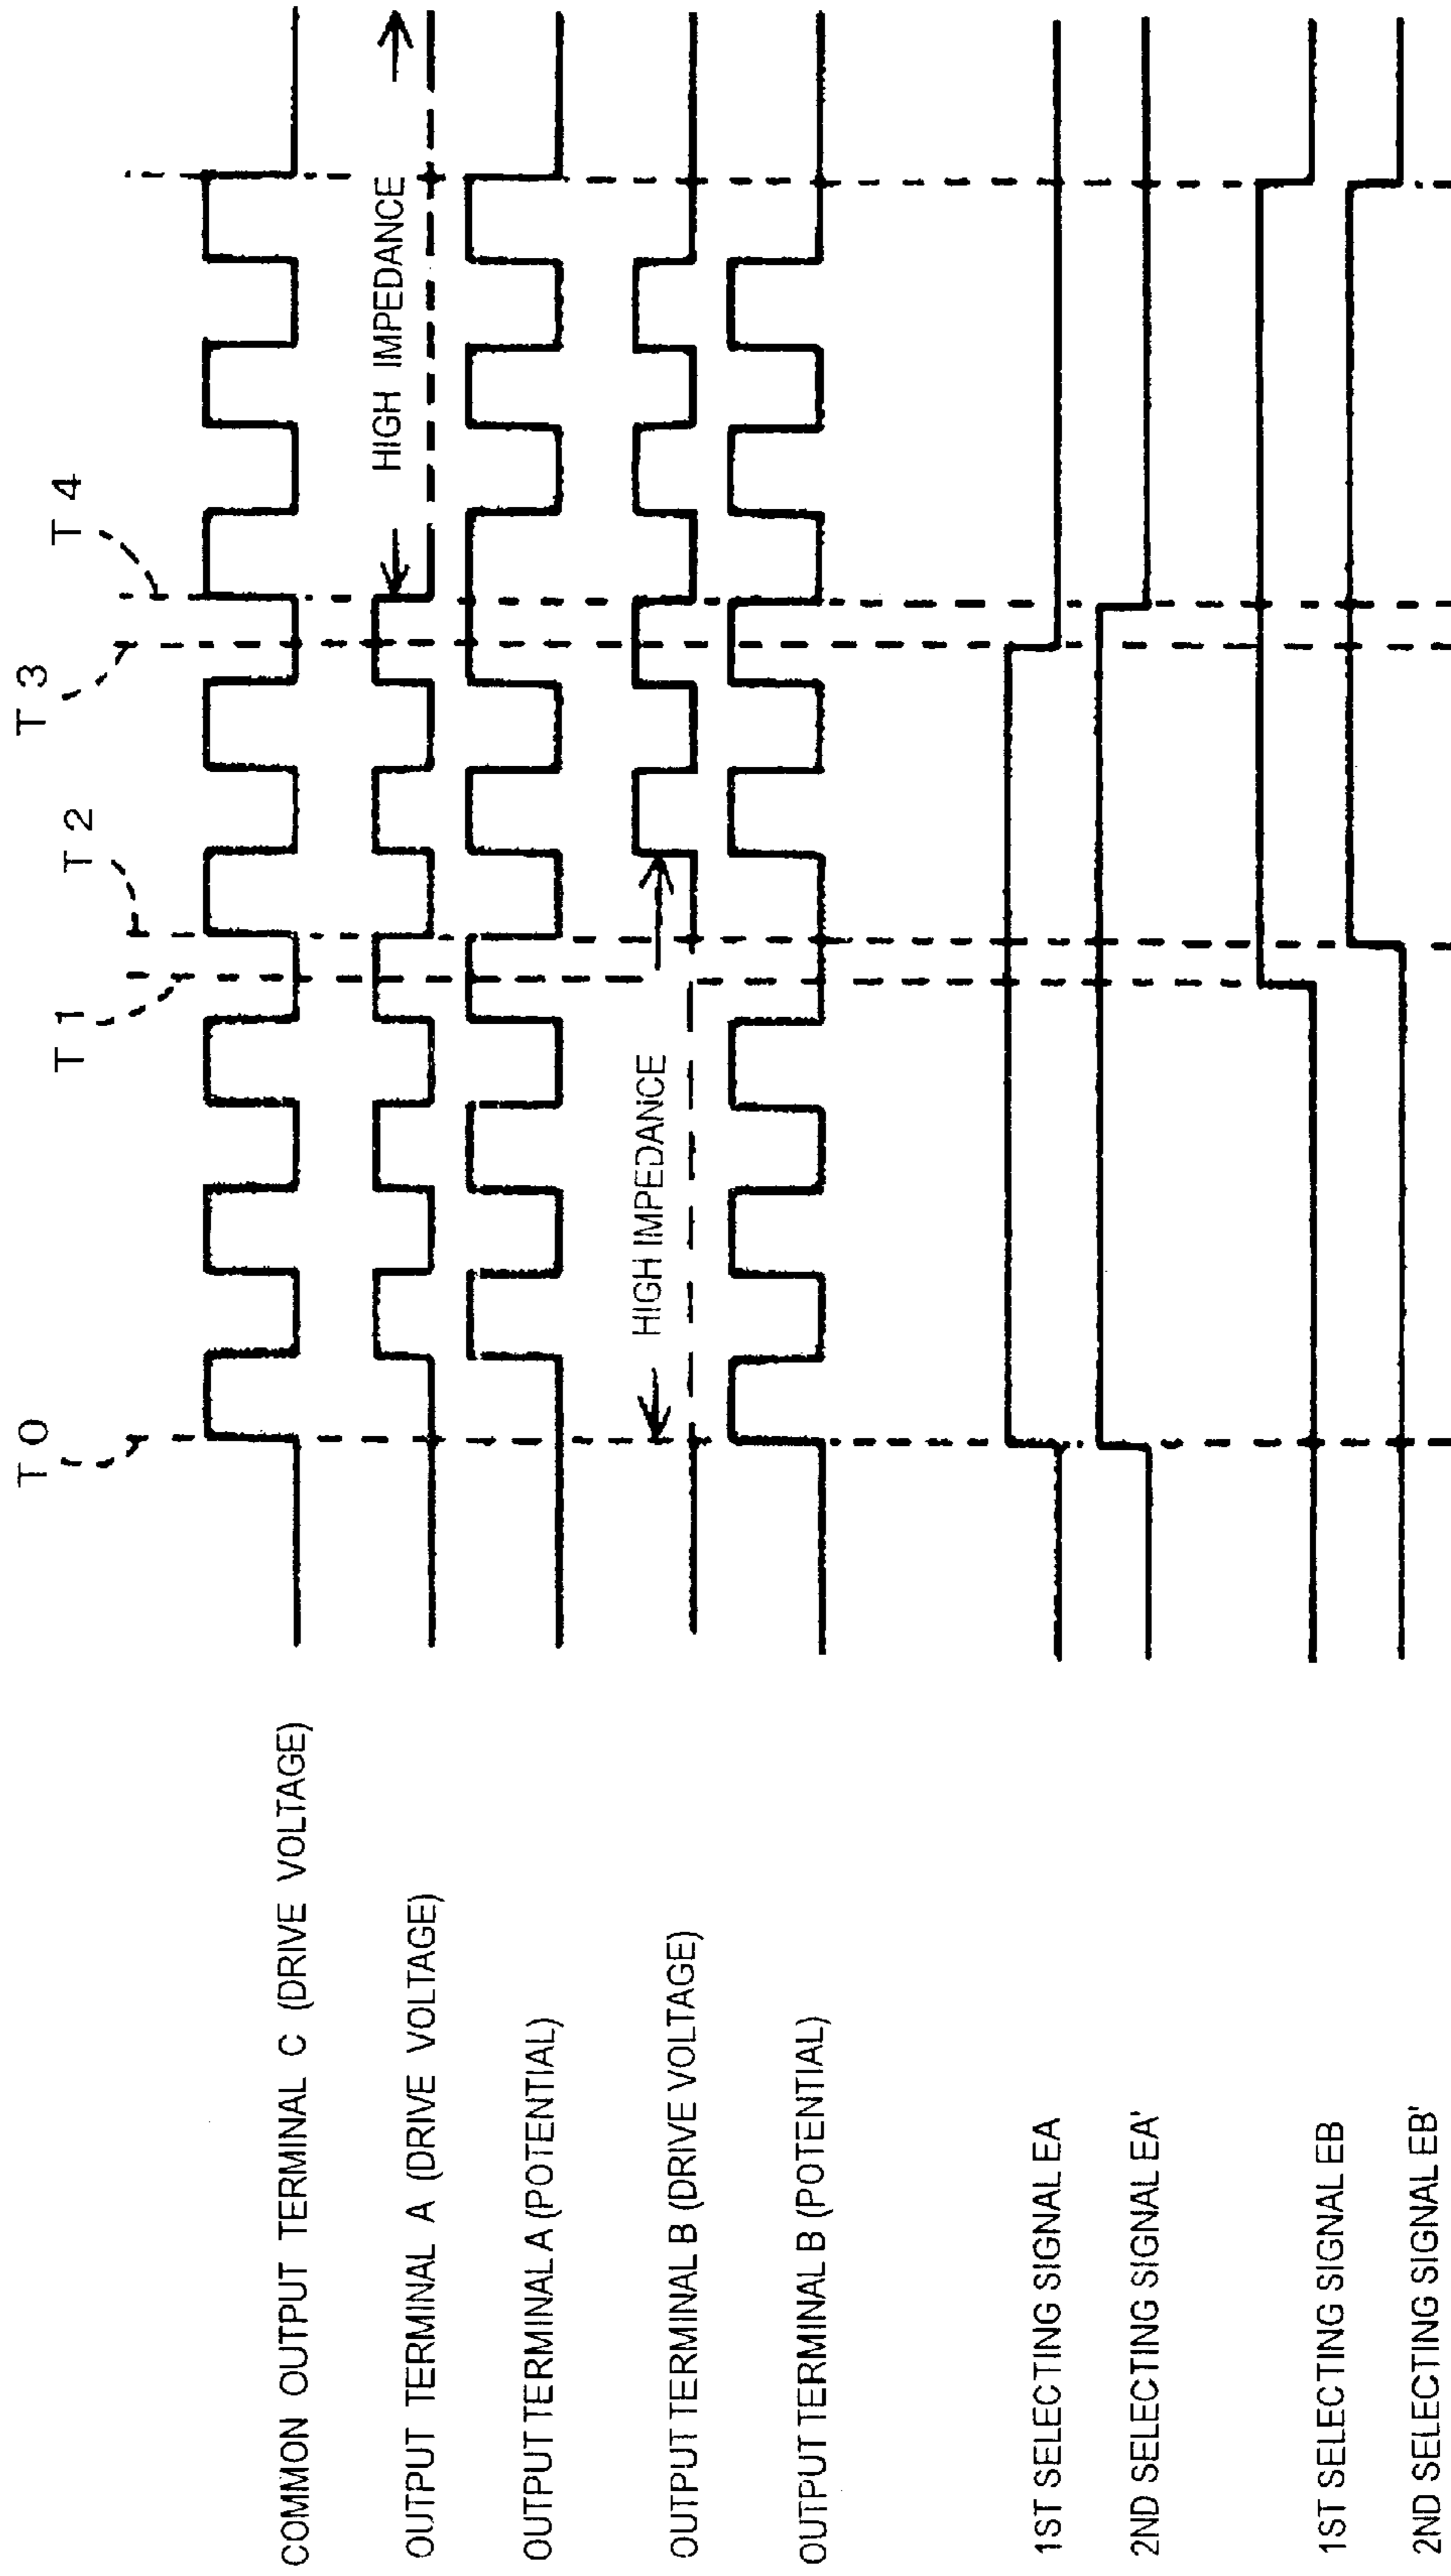 T 0
T 1
T 2
T 3
T 4
COMMON OUTPUT TERMINAL C (DRIVE VOLTAGE)
OUTPUT TERMINAL A (DRIVE VOLTAGE)
HIGH IMPEDANCE
OUTPUT TERMINAL A (POTENTIAL)
OUTPUT TERMINAL B (DRIVE VOLTAGE)
HIGH IMPEDANCE
OUTPUT TERMINAL B (POTENTIAL)
1ST SELECTING SIGNAL EA
2ND SELECTING SIGNAL EA'
1ST SELECTING SIGNAL EB
2ND SELECTING SIGNAL EB'